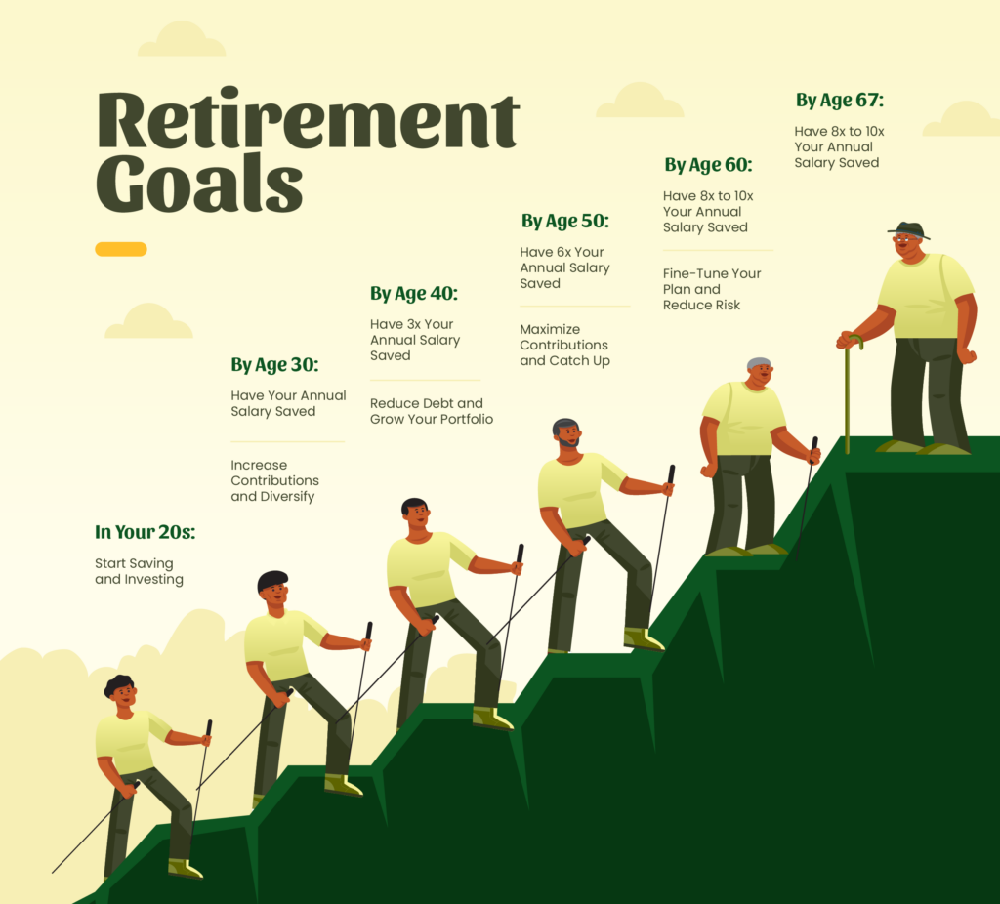 Retirement
Goals
In Your 20s:
Start Saving
and Investing
By Age 30:
Have Your Annual
Salary Saved
Increase
Contributions
and Diversify
By Age 40:
Have 3x Your
Annual Salary
Saved
Reduce Debt and
Grow Your Portfolio
By Age 50:
Have 6x Your
Annual Salary
Saved
Maximize
Contributions
and Catch Up
By Age 60:
Have 8x to 10x
Your Annual
Salary Saved
Fine-Tune Your
Plan and
Reduce Risk
By Age 67:
Have 8x to 10x
Your Annual
Salary Saved